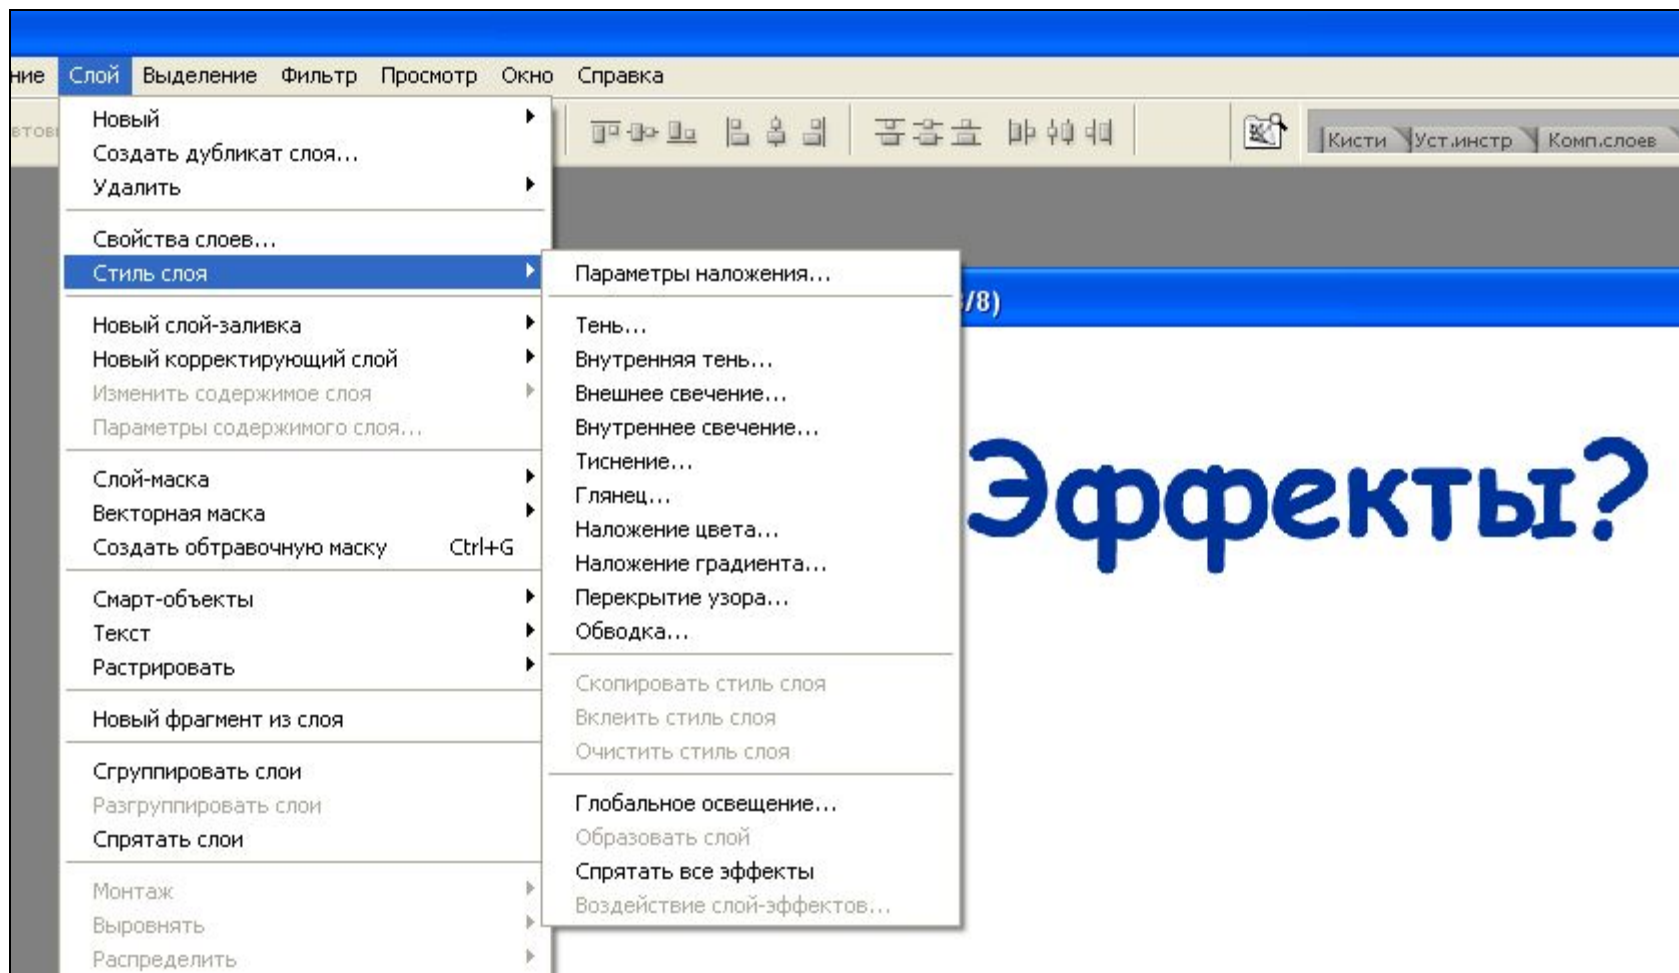 ние Слой Выделение Фильтр Просмотр Окно Справка
Кисти Уст.инстр Комп.слоев
Новый
Создать дубликат слоя...
Удалить
Свойства слоев...
Стиль слоя
Новый слой-заливка
Новый корректирующий слой
Изменить содержимое слоя
Параметры содержимого слоя...
Слой-маска
Векторная маска
Создать обтравочную маску Ctrl+G
Смарт-объекты
Текст
Растрировать
Новый фрагмент из слоя
Сгруппировать слои
Разгруппировать слои
Спрятать слои
Монтаж
Выровнять
Распределить
Параметры наложения...
Тень...
Внутренняя тень...
Внешнее свечение...
Внутреннее свечение...
Тиснение...
Глянец...
Наложение цвета...
Наложение градиента...
Перекрытие узора...
Обводка...
Скопировать стиль слоя
Вклеить стиль слоя
Очистить стиль слоя
Глобальное освещение...
Образовать слой
Спрятать все эффекты
Воздействие слой-эффектов...
/8)
Эффекты?